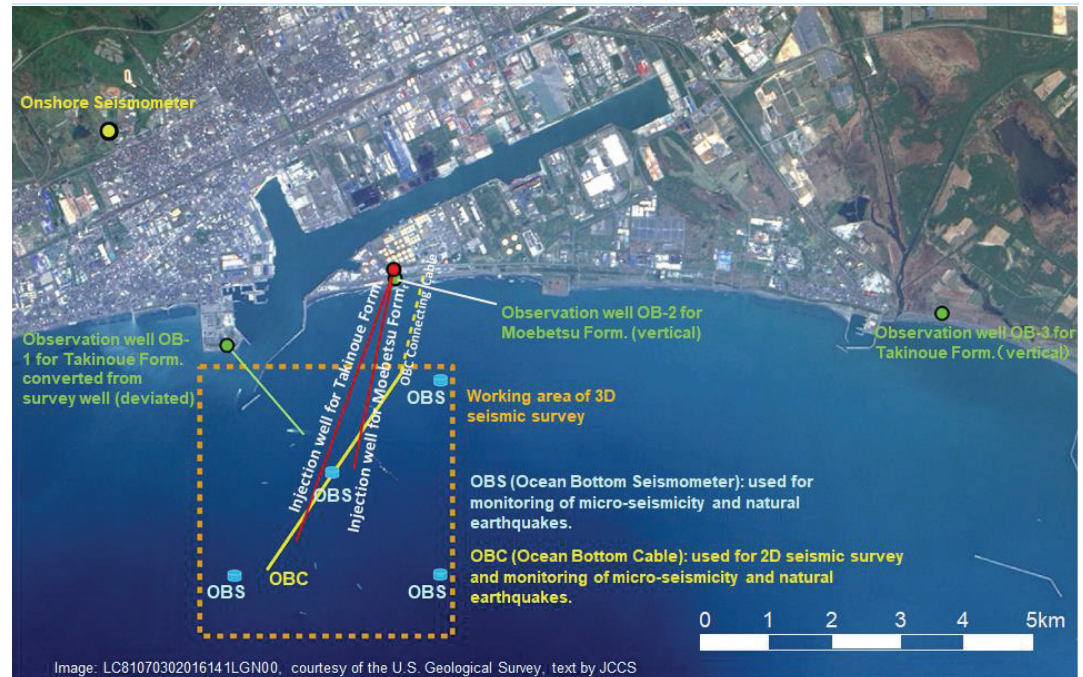 Onshore Seismometer
Injection well for Takinoue Form.
Injection well for Moebetsu Form.
OBC Connecting Cable
Observation well OB-2 for
Moebetsu Form. (vertical)
Observation well OB-3 for
Takinoue Form. (vertical)
Observation well OB-
1 for Takinoue Form.
converted from
survey well (deviated)
OBS
Working area of 3D
seismic survey
OBS
OBS (Ocean Bottom Seismometer): used for
monitoring of micro-seismicity and natural
earthquakes.
OBC (Ocean Bottom Cable): used for 2D seismic survey
and monitoring of micro-seismicity and natural
earthquakes.
OBC
OBS
OBS
0 1 2 3 4 5km
Image: LC81070302016141LGN00, courtesy of the U.S. Geological Survey, text by JCCS